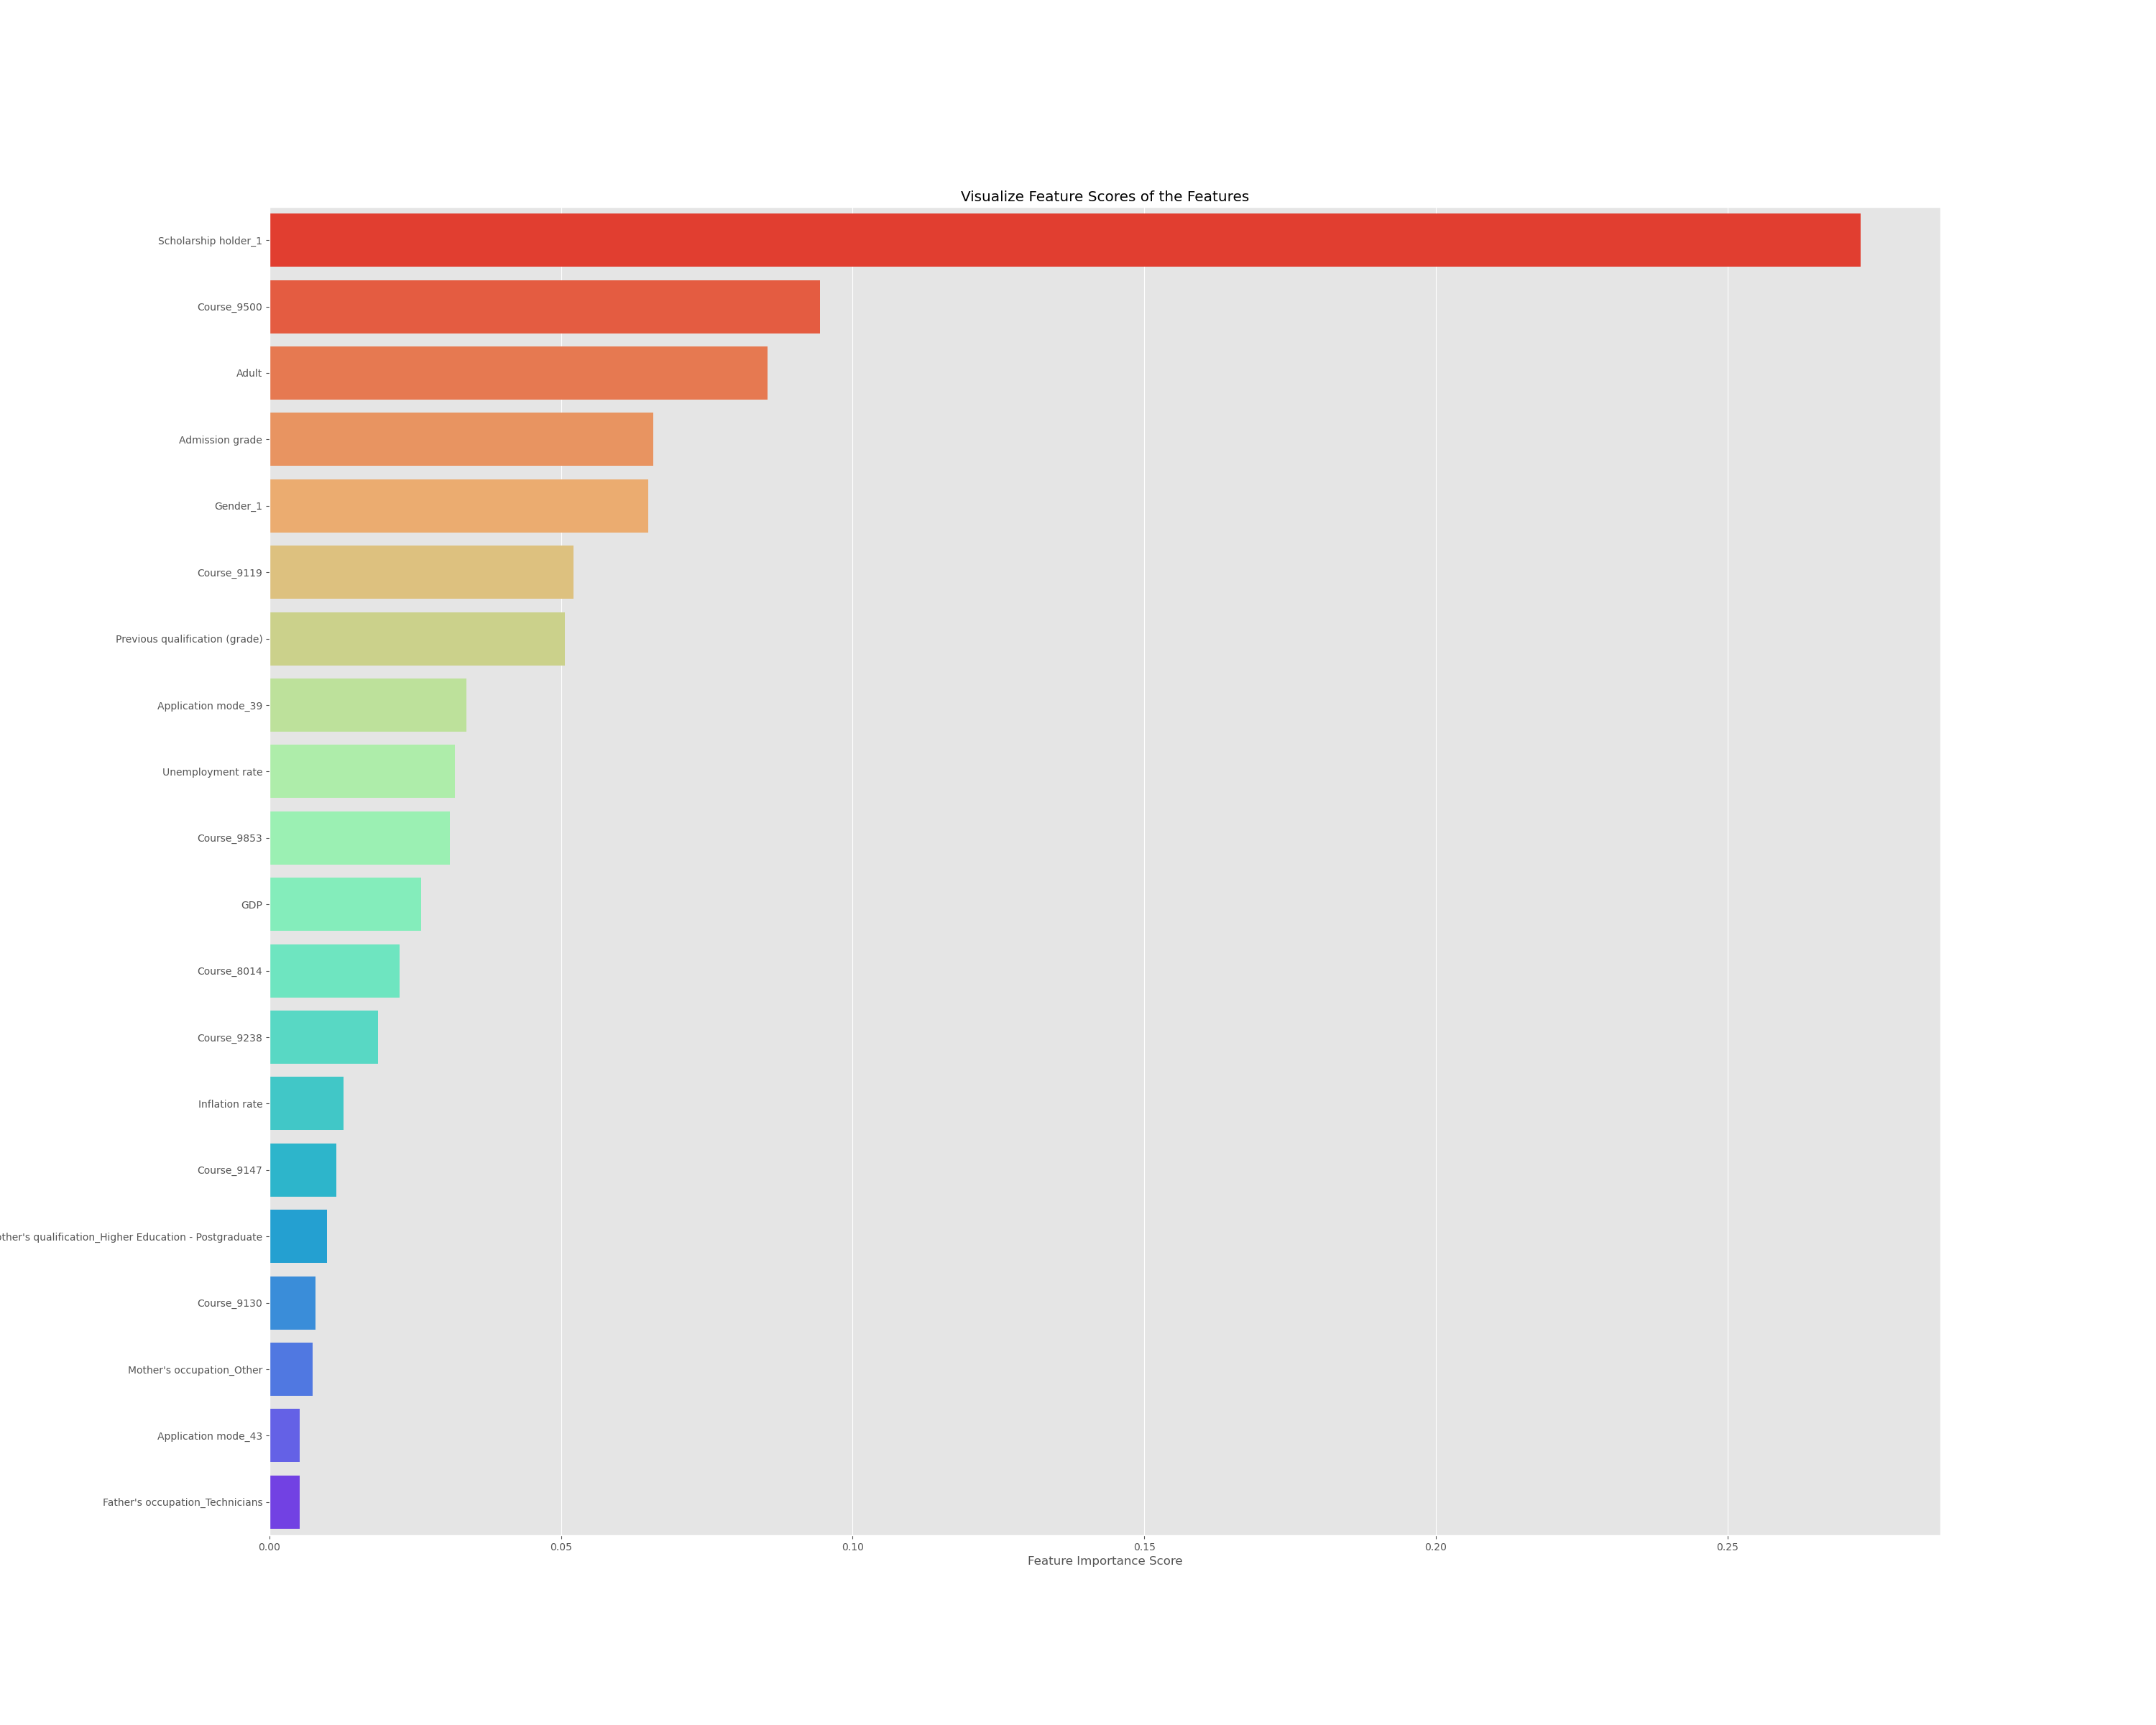 Visualize Feature Scores of the Features
Scholarship holder_1
Course_9500
Adult
Admission grade
Gender_1
Course_9119
Previous qualification (grade)
Application mode_39
Unemployment rate
Course_9853
GDP
Course_8014
Course_9238
Inflation rate
Course_9147
other's qualification_Higher Education - Postgraduate
Course_9130
Mother's occupation_Other
Application mode_43
Father's occupation_Technicians
0.00 0.05 0.10 0.15 0.20 0.25
Feature Importance Score